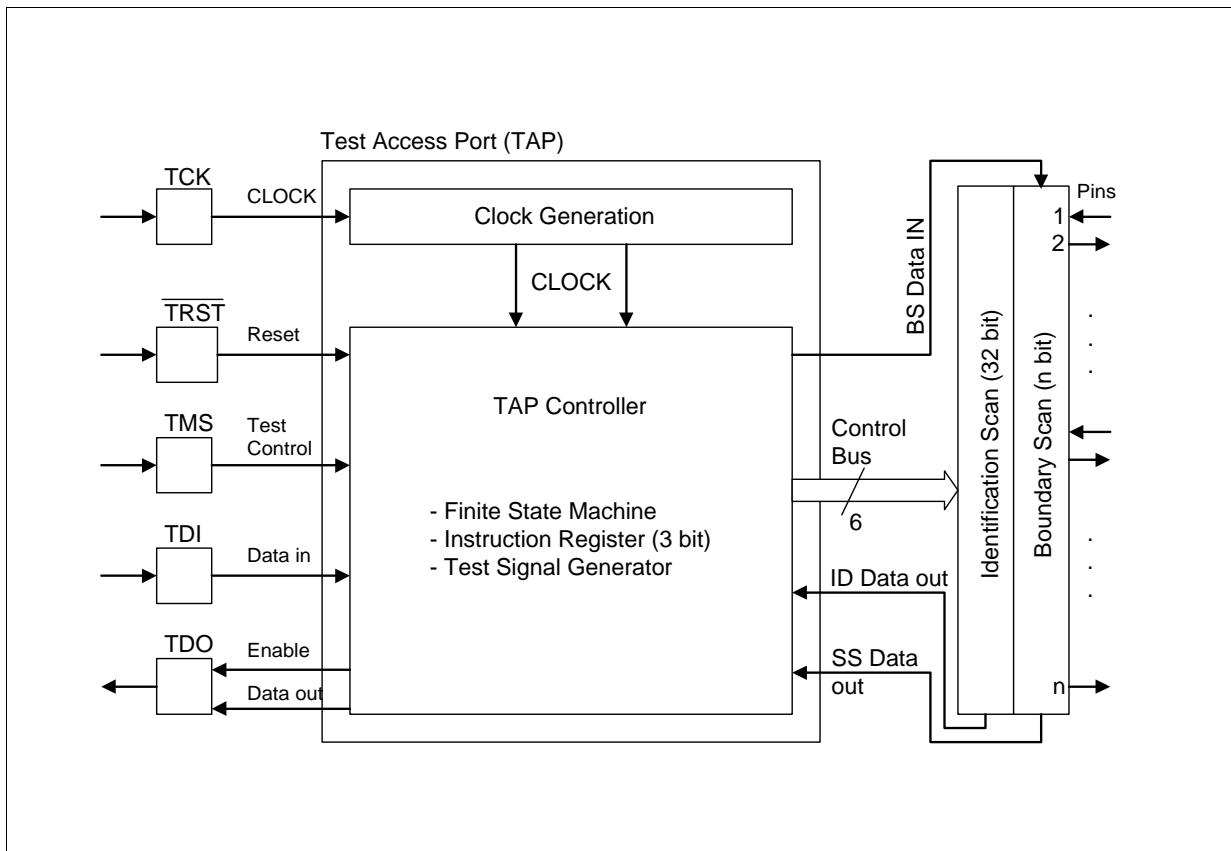 Test Access Port (TAP)
TCK
CLOCK
Clock Generation
CLOCK
TRST
Reset
TAP Controller
TMS
Test
Control
- Finite State Machine
- Instruction Register (3 bit)
- Test Signal Generator
TDI
Data in
TDO
Enable
Data out
BS Data IN
Control
Bus
6
ID Data out
SS Data
out
Identification Scan (32 bit)
Boundary Scan (n bit)
Pins
1
2
.
.
.
.
.
.
n